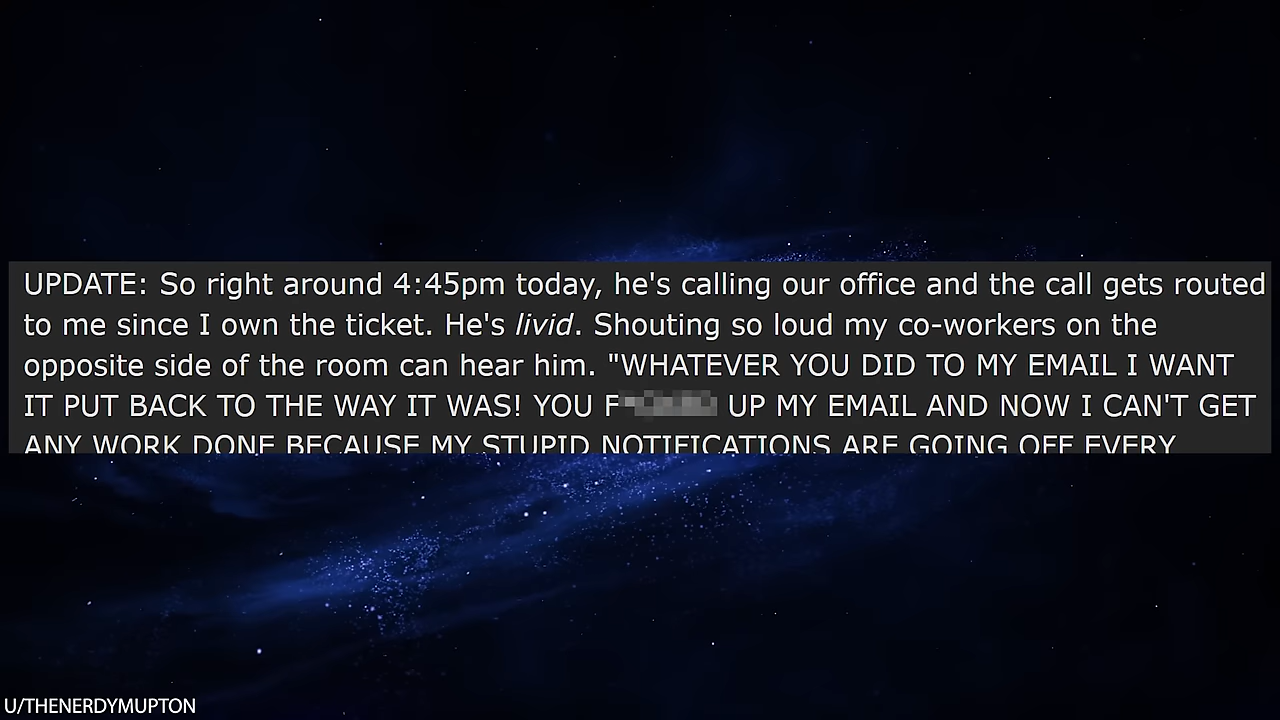 UPDATE: So right around 4:45pm today, he's calling our office and the call gets routed
to me since I own the ticket. He's livid. Shouting so loud my co-workers on the
opposite side of the room can hear him. "WHATEVER YOU DID TO MY EMAIL I WANT
IT PUT BACK TO THE WAY IT WAS! YOU UP MY EMAIL AND NOW I CAN'T GET
ANY WORK DONE BECAUSE MY STUPID NOTIFICATIONS ARE GOING OFF EVERY
U/THENERDYMUPTON